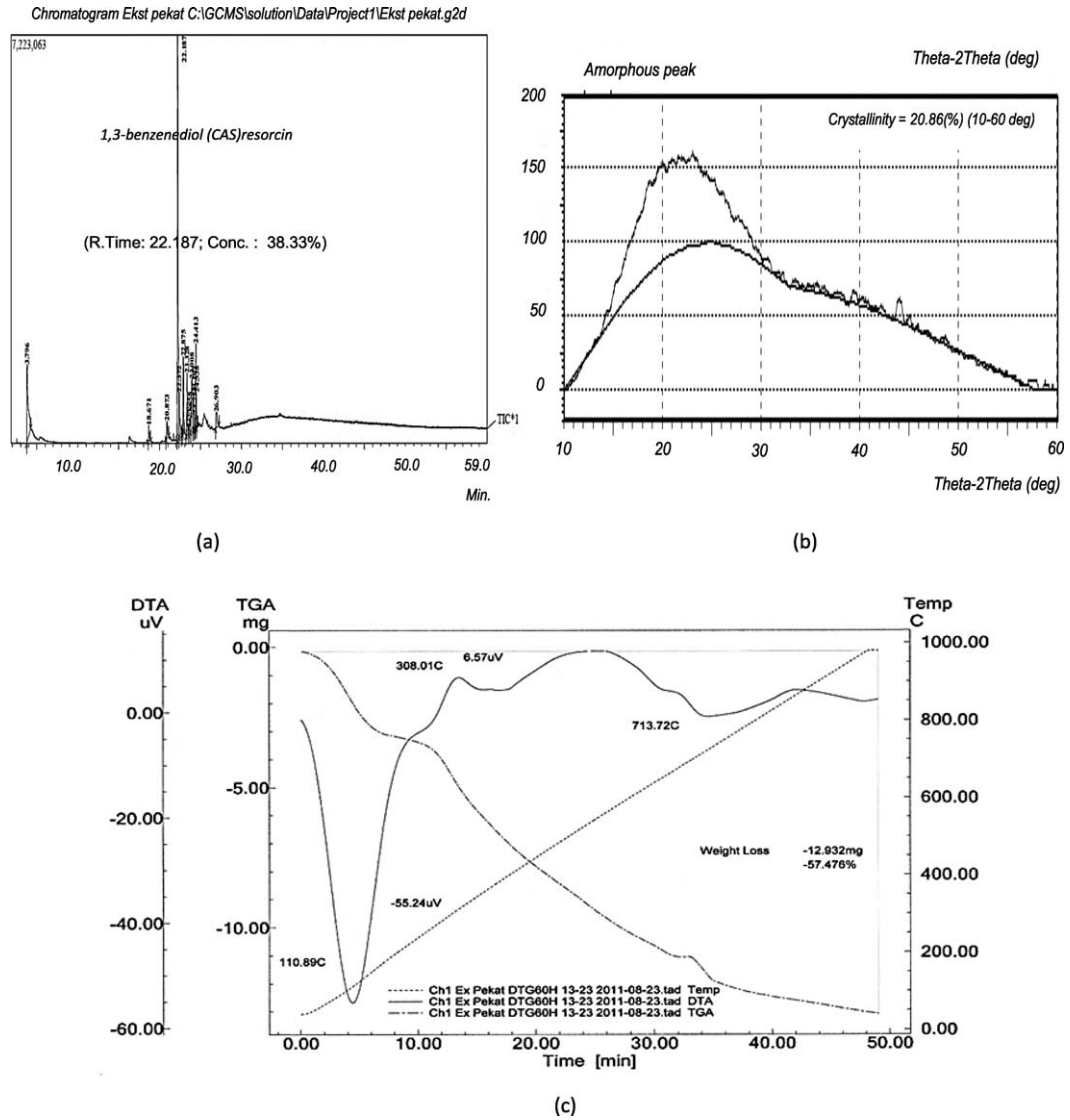 Chromatogram Ekst pekat C:\GCMS\solution\Data\Project1\Ekst pekat.g2d
7,223,063
22.187
1,3-benzenediol (CAS)resorcin
(R.Time: 22.187; Conc. : 38.33%)
3.796
18.671
20.873
22.875
24.413
26.903
TIC*1
10.0 20.0 30.0 40.0 50.0 59.0
Min.
(a)
Amorphous peak
Theta-2Theta (deg)
Crystallinity = 20.86(%) (10-60 deg)
200
150
100
50
0
10 20 30 40 50 60
Theta-2Theta (deg)
(b)
DTA
uV
TGA
mg
Temp
C
0.00
-20.00
-40.00
-60.00
0.00
-5.00
-10.00
1000.00
800.00
600.00
400.00
200.00
0.00
308.01C
6.57uV
713.72C
Weight Loss -12.932mg
-57.476%
-55.24uV
110.89C
Ch1 Ex Pekat DTG60H 13-23 2011-08-23.tad Temp
Ch1 Ex Pekat DTG60H 13-23 2011-08-23.tad DTA
Ch1 Ex Pekat DTG60H 13-23 2011-08-23.tad TGA
0.00 10.00 20.00 30.00 40.00 50.00
Time [min]
(c)